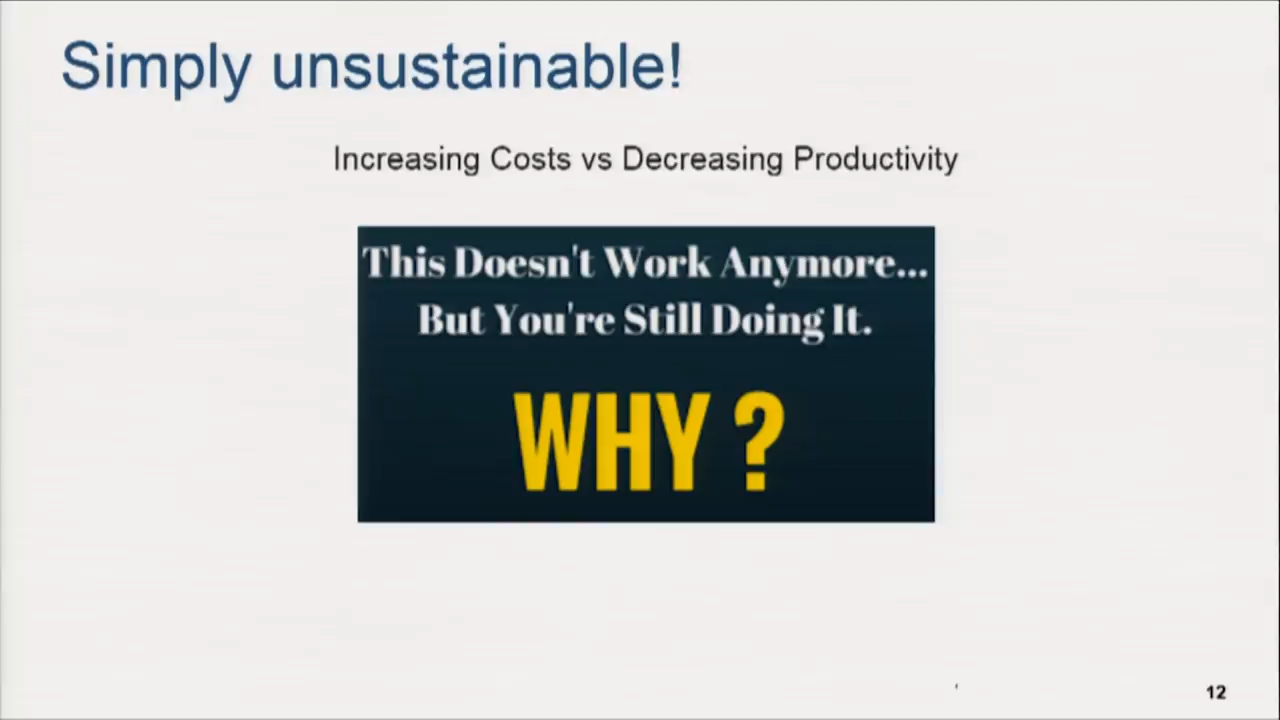 Simply unsustainable!
Increasing Costs vs Decreasing Productivity
This Doesn't Work Anymore...
But You're Still Doing It.
WHY ?
12